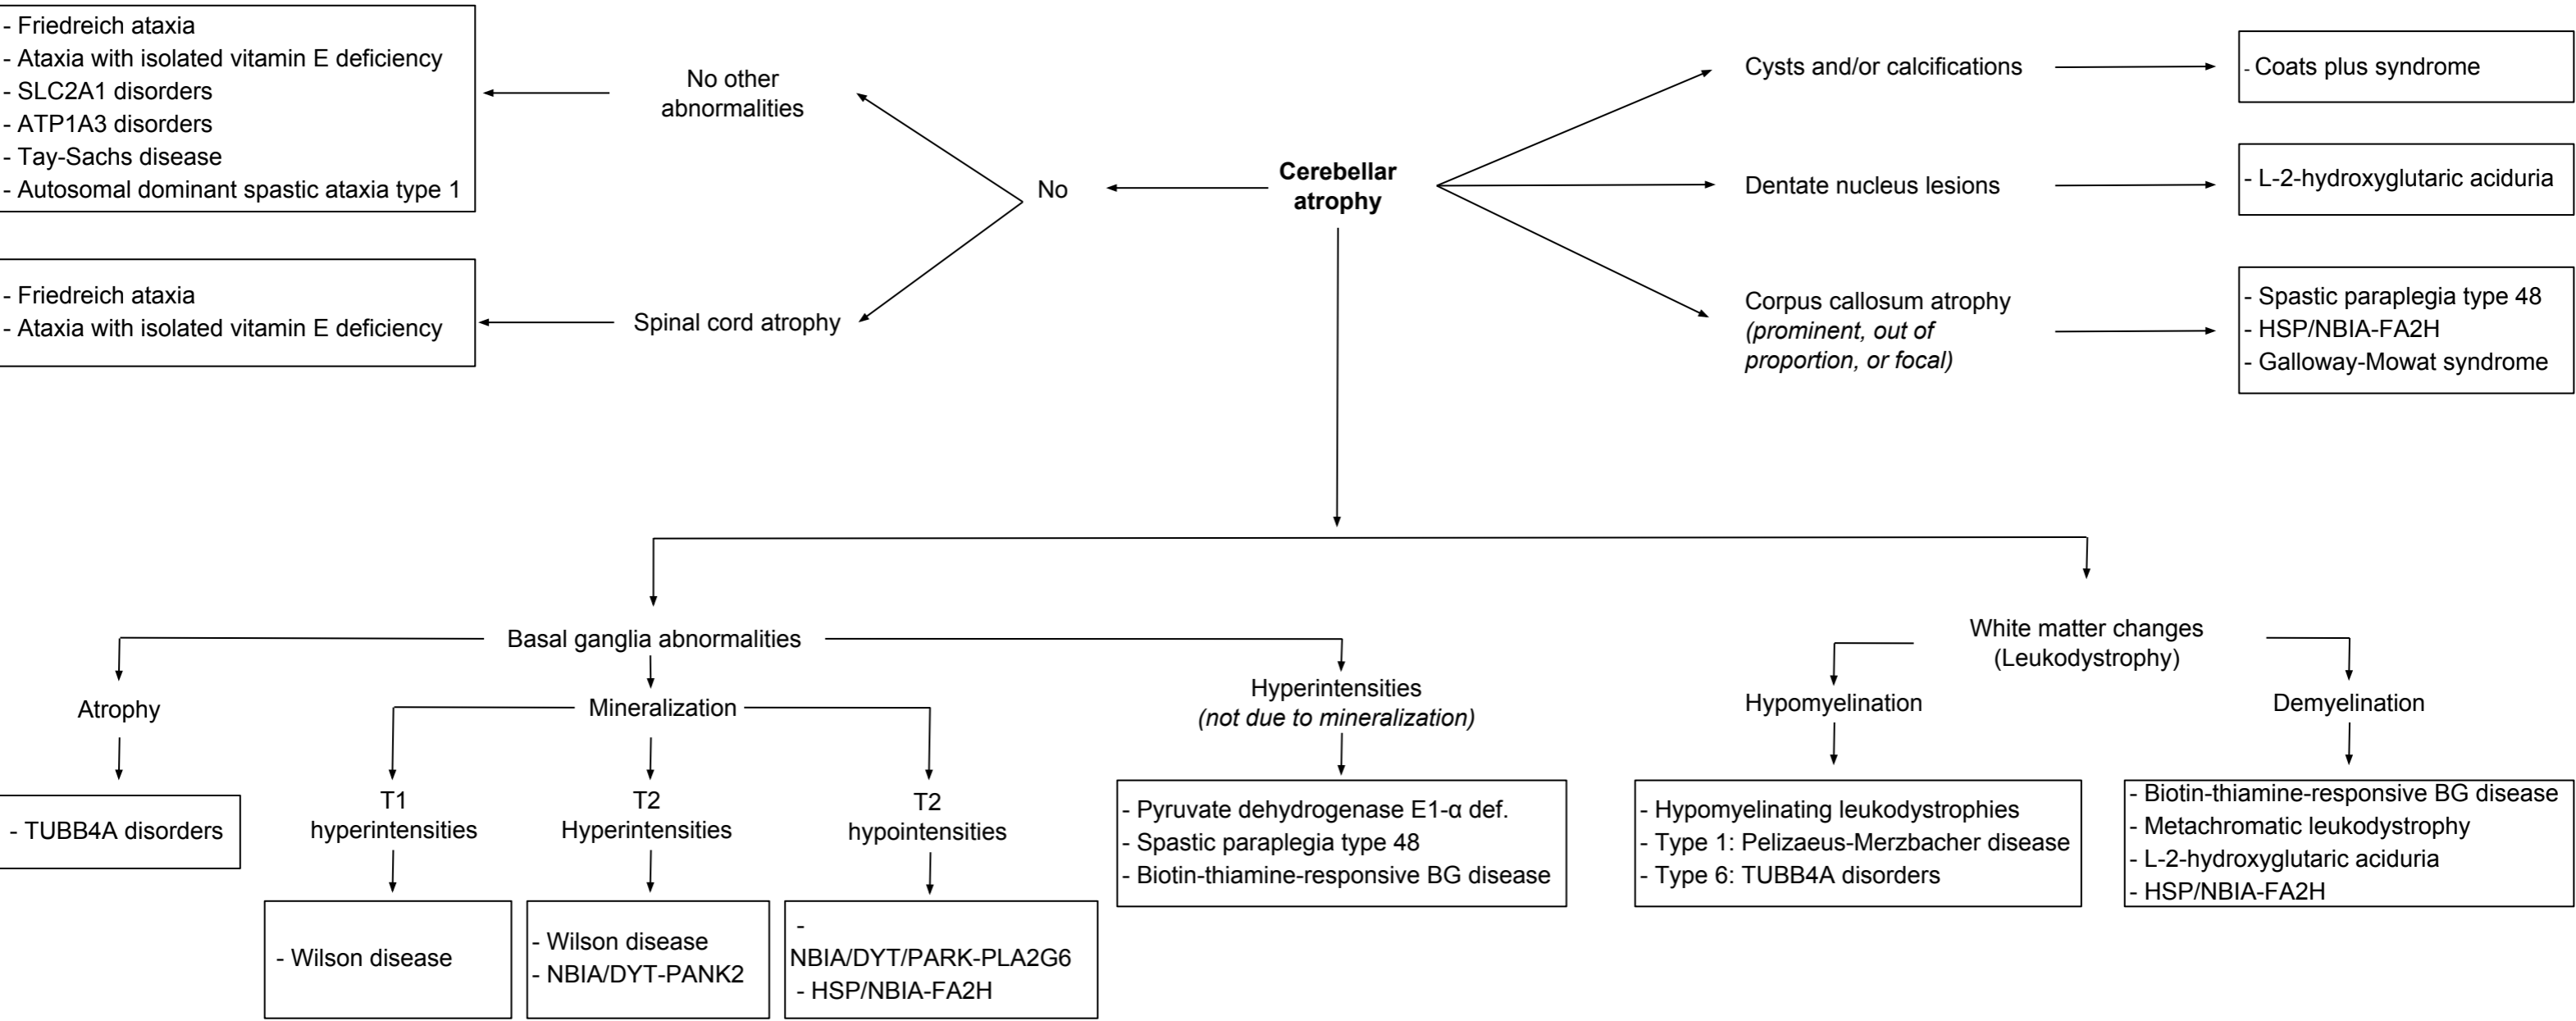 - Friedreich ataxia
- Ataxia with isolated vitamin E deficiency
- SLC2A1 disorders
- ATP1A3 disorders
- Tay-Sachs disease
- Autosomal dominant spastic ataxia type 1
No other
abnormalities
- Friedreich ataxia
- Ataxia with isolated vitamin E deficiency
Spinal cord atrophy
No
Cerebellar
atrophy
Cysts and/or calcifications
- Coats plus syndrome
Dentate nucleus lesions
- L-2-hydroxyglutaric aciduria
Corpus callosum atrophy
(prominent, out of
proportion, or focal)
- Spastic paraplegia type 48
- HSP/NBIA-FA2H
- Galloway-Mowat syndrome
Basal ganglia abnormalities
Atrophy
- TUBB4A disorders
Mineralization
T1
hyperintensities
- Wilson disease
T2
Hyperintensities
- Wilson disease
- NBIA/DYT-PANK2
T2
hypointensities
-
NBIA/DYT/PARK-PLA2G6
- HSP/NBIA-FA2H
Hyperintensities
(not due to mineralization)
- Pyruvate dehydrogenase E1-α def.
- Spastic paraplegia type 48
- Biotin-thiamine-responsive BG disease
White matter changes
(Leukodystrophy)
Hypomyelination
- Hypomyelinating leukodystrophies
- Type 1: Pelizaeus-Merzbacher disease
- Type 6: TUBB4A disorders
Demyelination
- Biotin-thiamine-responsive BG disease
- Metachromatic leukodystrophy
- L-2-hydroxyglutaric aciduria
- HSP/NBIA-FA2H